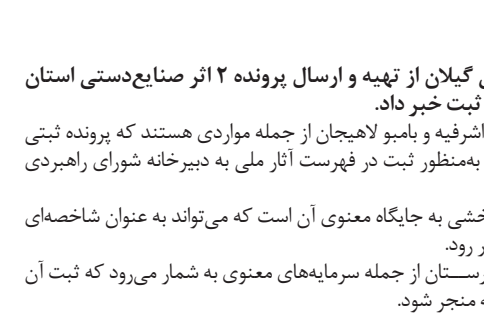 گیلان از تهیه و ارسال پرونده ۲ اثر صنایع‌دستی استان
ثبت خبر داد.
اشرفیه و بامبو لاهیجان از جمله مواردی هستند که پرونده ثبتی
به‌منظور ثبت در فهرست آثار ملی به دبیرخانه شورای راهبردی
به جایگاه معنوی آن است که می‌تواند به عنوان شاخصه‌ای
رود.
از جمله سرمایه‌های معنوی به شمار می‌رود که ثبت آن
منجر شود.